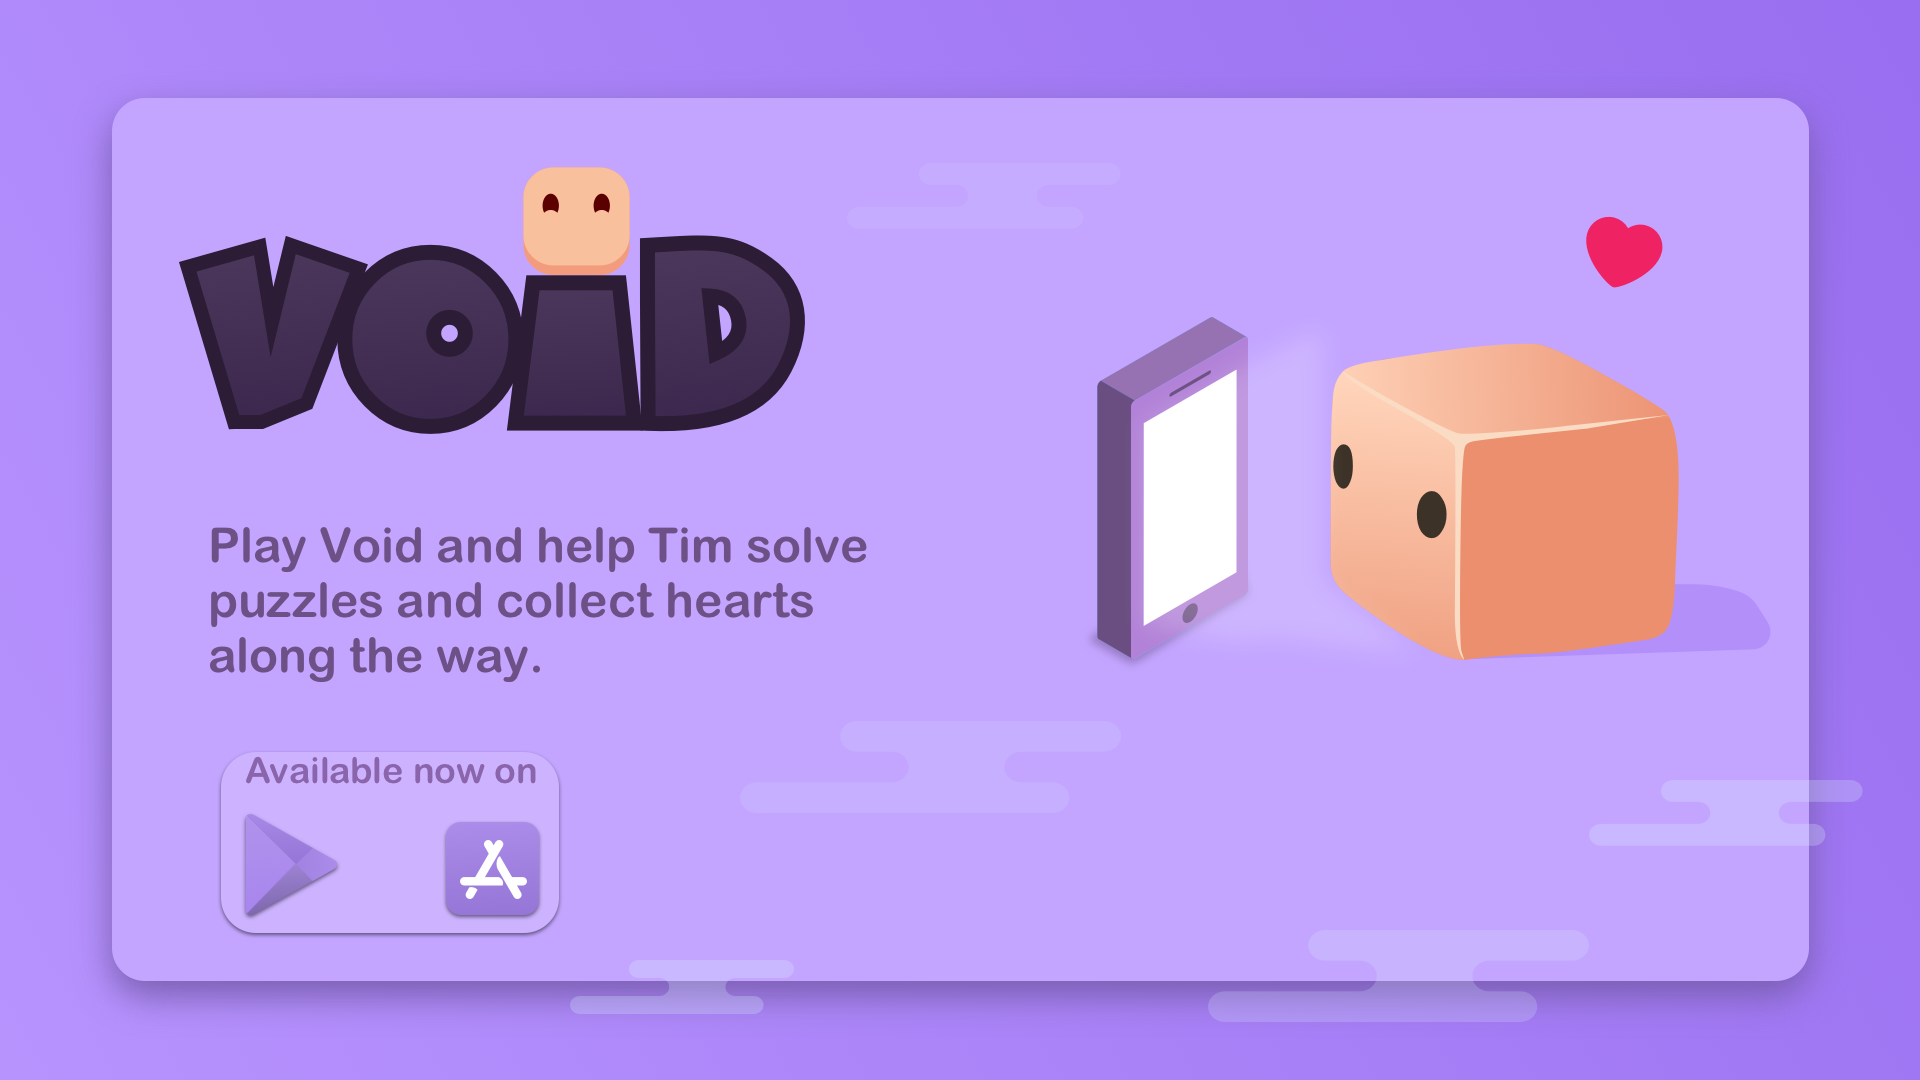 VOiD
Play Void and help Tim solve
puzzles and collect hearts
along the way.
Available now on